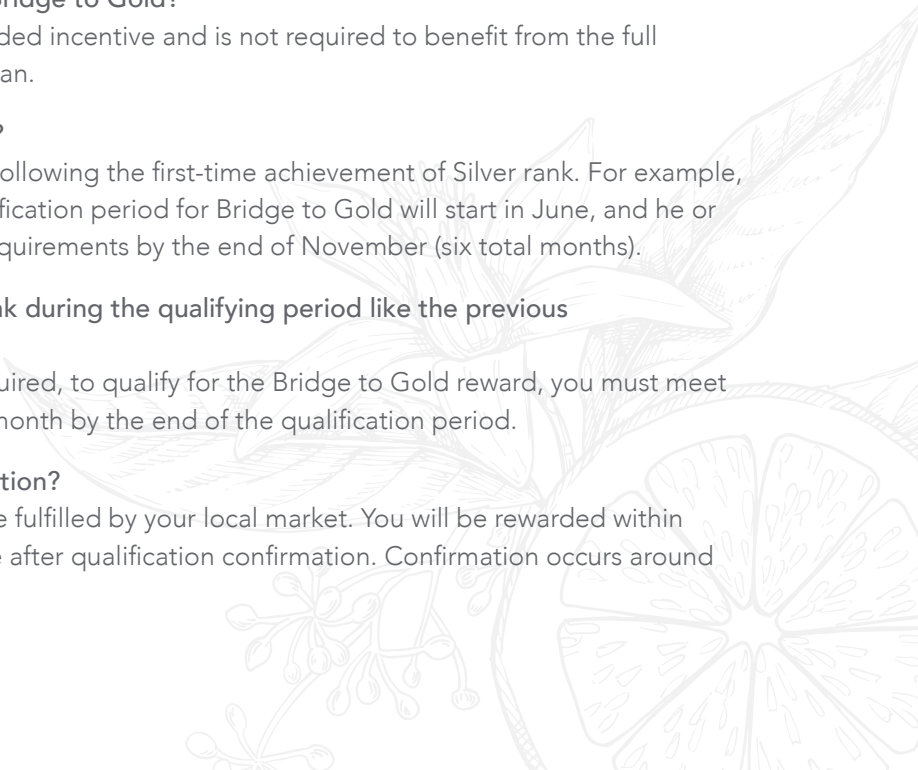 Bridge to Gold?
ded incentive and is not required to benefit from the full
an.
?
ollowing the first-time achievement of Silver rank. For example,
fication period for Bridge to Gold will start in June, and he or
quirements by the end of November (six total months).
nk during the qualifying period like the previous
uired, to qualify for the Bridge to Gold reward, you must meet
month by the end of the qualification period.
tion?
e fulfilled by your local market. You will be rewarded within
e after qualification confirmation. Confirmation occurs around